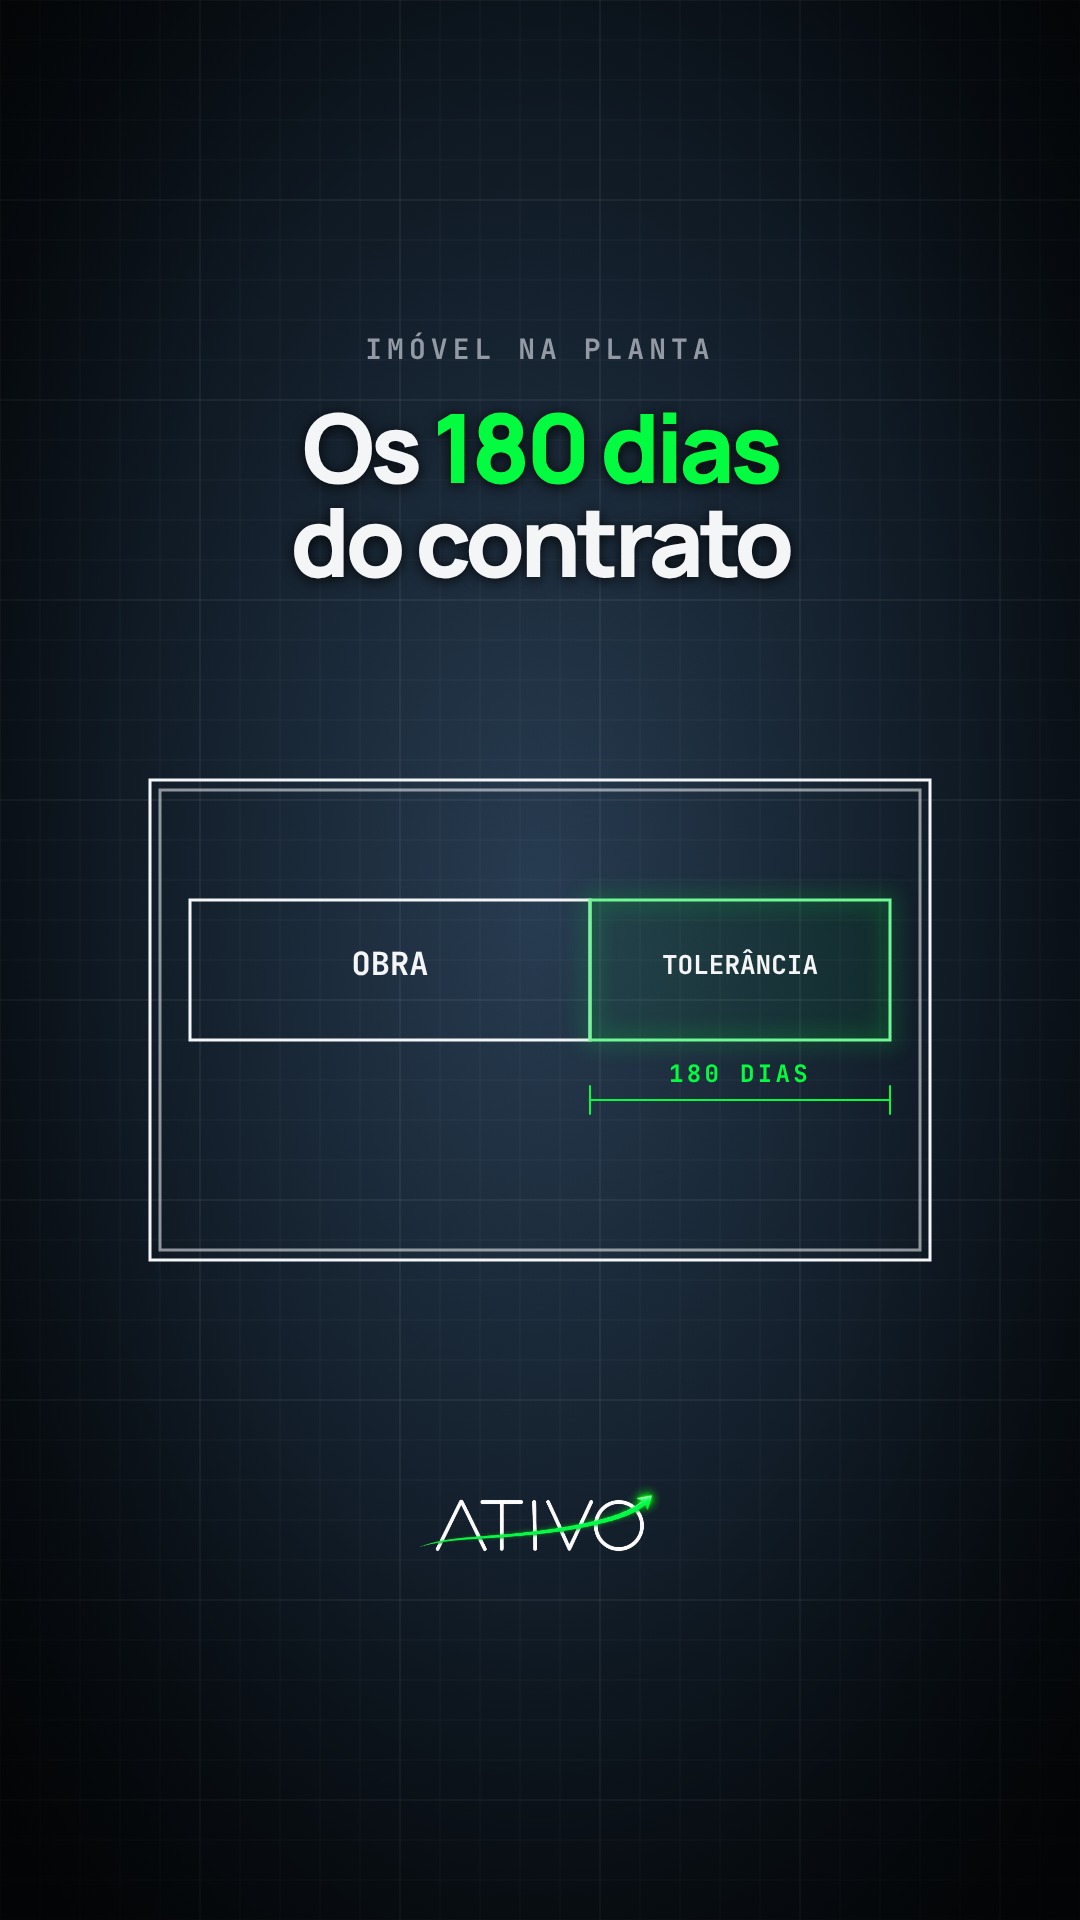 IMÓVEL NA PLANTA
Os 180 dias
do contrato
OBRA
TOLERÂNCIA
180 DIAS
ATIVO